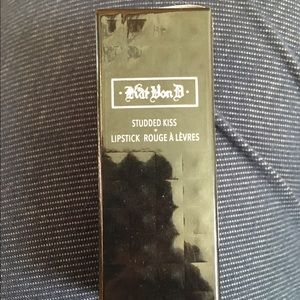 Kat Von D
STUDDED KISS
LIPSTICK ROUGE À LÈVRES